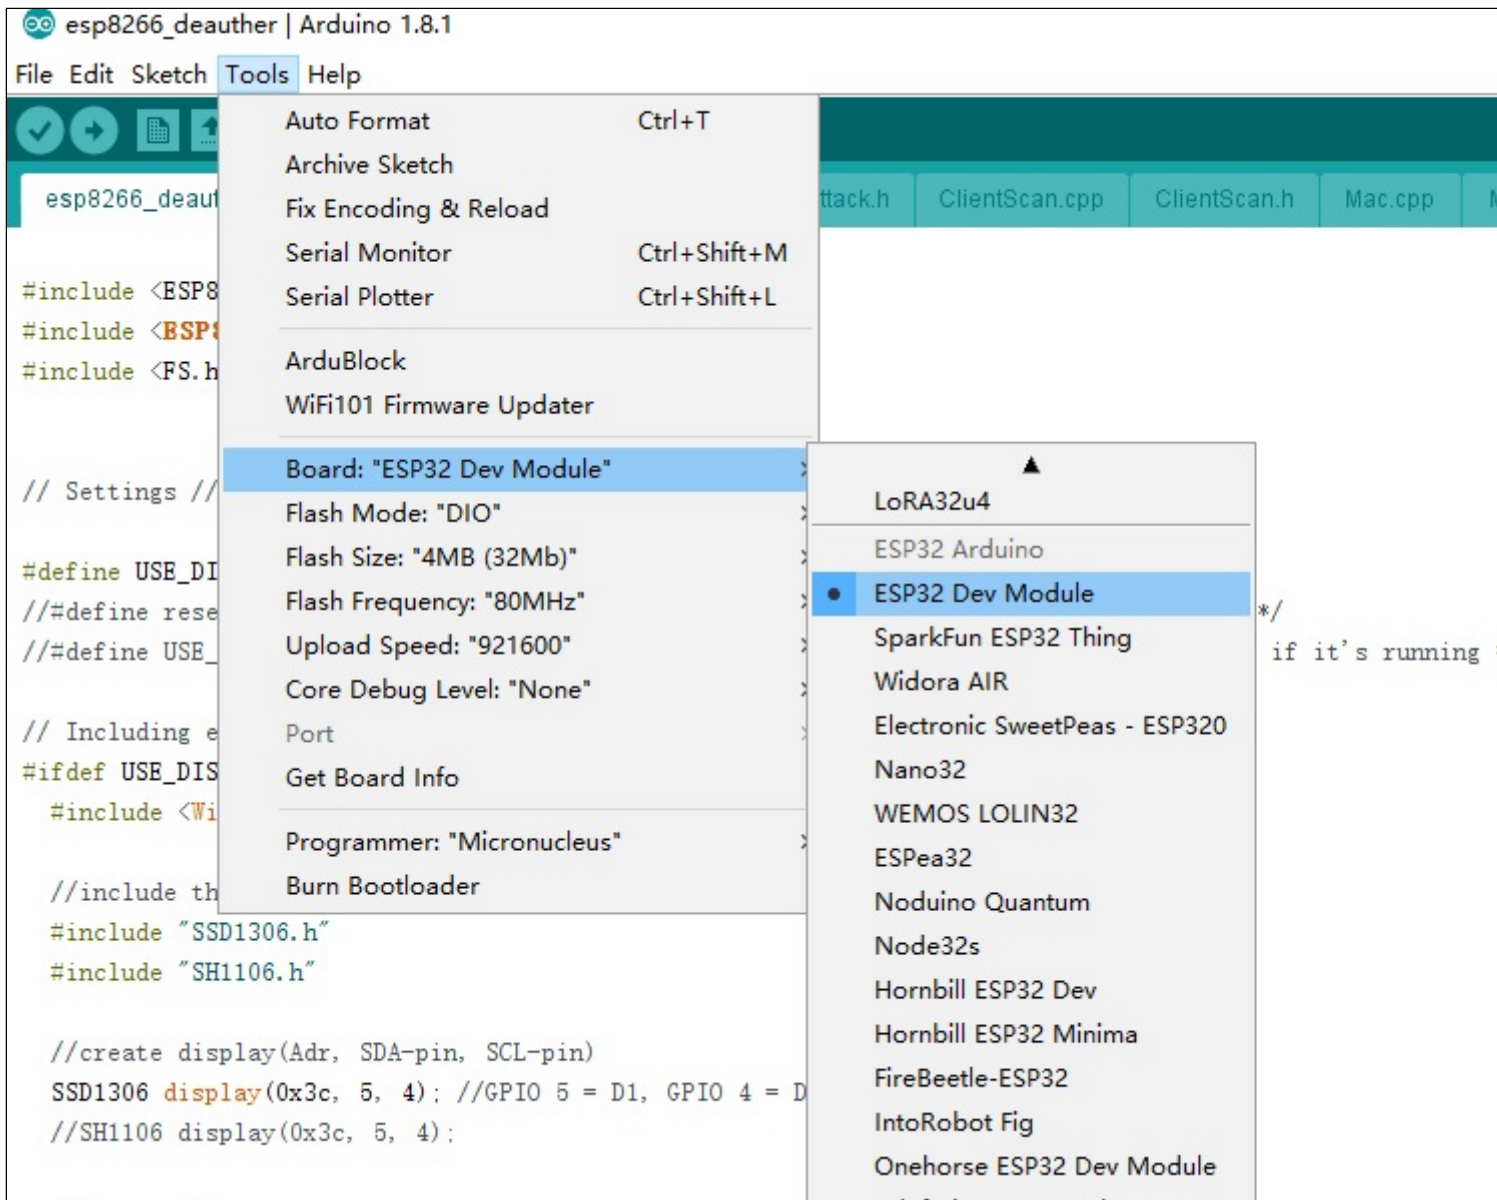 esp8266_deauther | Arduino 1.8.1
File Edit Sketch Tools Help
Auto Format Ctrl+T
Archive Sketch
Fix Encoding & Reload
Serial Monitor Ctrl+Shift+M
Serial Plotter Ctrl+Shift+L
ArduBlock
WiFi101 Firmware Updater
Board: "ESP32 Dev Module"
Flash Mode: "DIO"
Flash Size: "4MB (32Mb)"
Flash Frequency: "80MHz"
Upload Speed: "921600"
Core Debug Level: "None"
Port
Get Board Info
Programmer: "Micronucleus"
Burn Bootloader
LoRA32u4
ESP32 Arduino
ESP32 Dev Module
SparkFun ESP32 Thing
Widora AIR
Electronic SweetPeas - ESP320
Nano32
WEMOS LOLIN32
ESPea32
Noduino Quantum
Node32s
Hornbill ESP32 Dev
Hornbill ESP32 Minima
FireBeetle-ESP32
IntoRobot Fig
Onehorse ESP32 Dev Module
esp8266_deaut ttack.h ClientScan.cpp ClientScan.h Mac.cpp
#include <ESP8
#include <ESP8
#include <FS.h
// Settings //
#define USE_DI
//#define rese */
//#define USE_ if it's running
// Including e
#ifdef USE_DIS
#include <Wi
//include th
#include "SSD1306.h"
#include "SH1106.h"
//create display(Adr, SDA-pin, SCL-pin)
SSD1306 display(0x3c, 5, 4); //GPIO 5 = D1, GPIO 4 = D
//SH1106 display(0x3c, 5, 4);